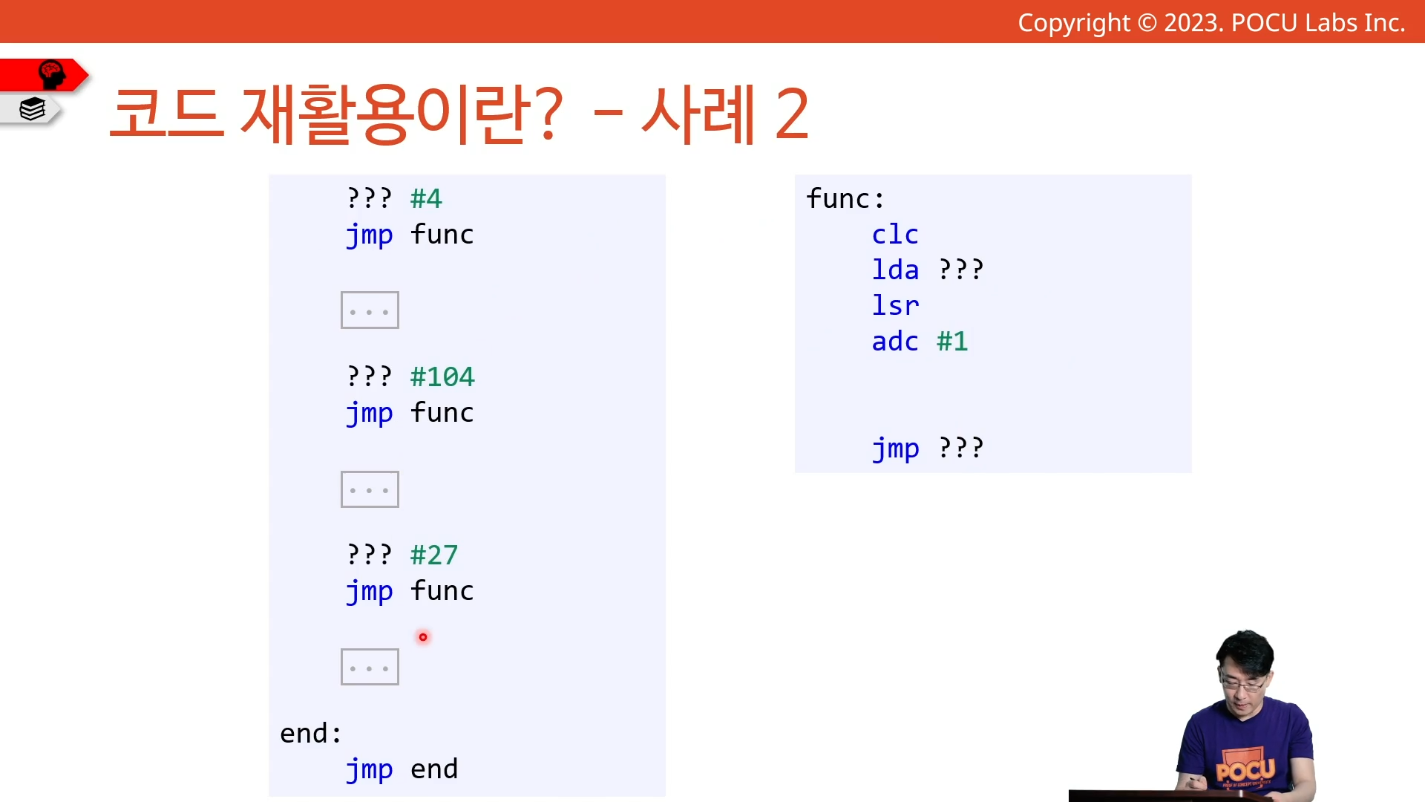 Copyright © 2023. POCU Labs Inc.
코드 재활용이란? - 사례 2
??? #4
jmp func
...
??? #104
jmp func
...
??? #27
jmp func
...
end:
jmp end
func:
clc
lda ???
lsr
adc #1
jmp ???
POCU